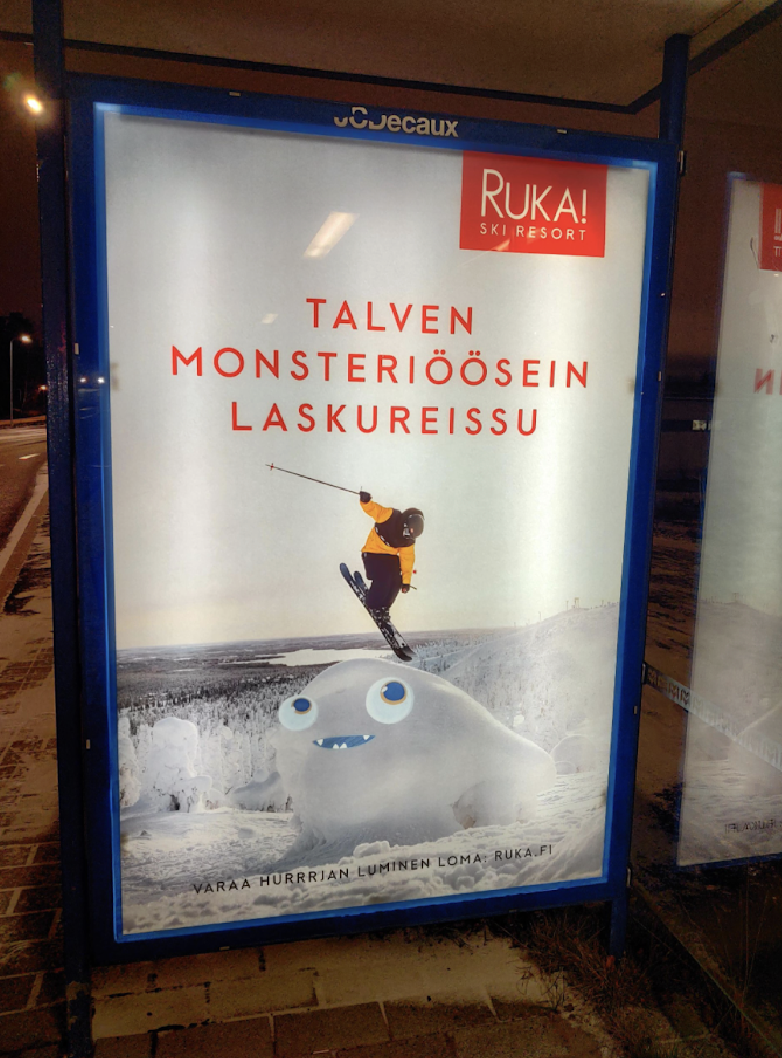 JCDecaux
RUKA!
SKI RESORT
TALVEN
MONSTERIÖÖSEIN
LASKUREISSU
VARAA HURRRJAN LUMINEN LOMA: RUKA.FI